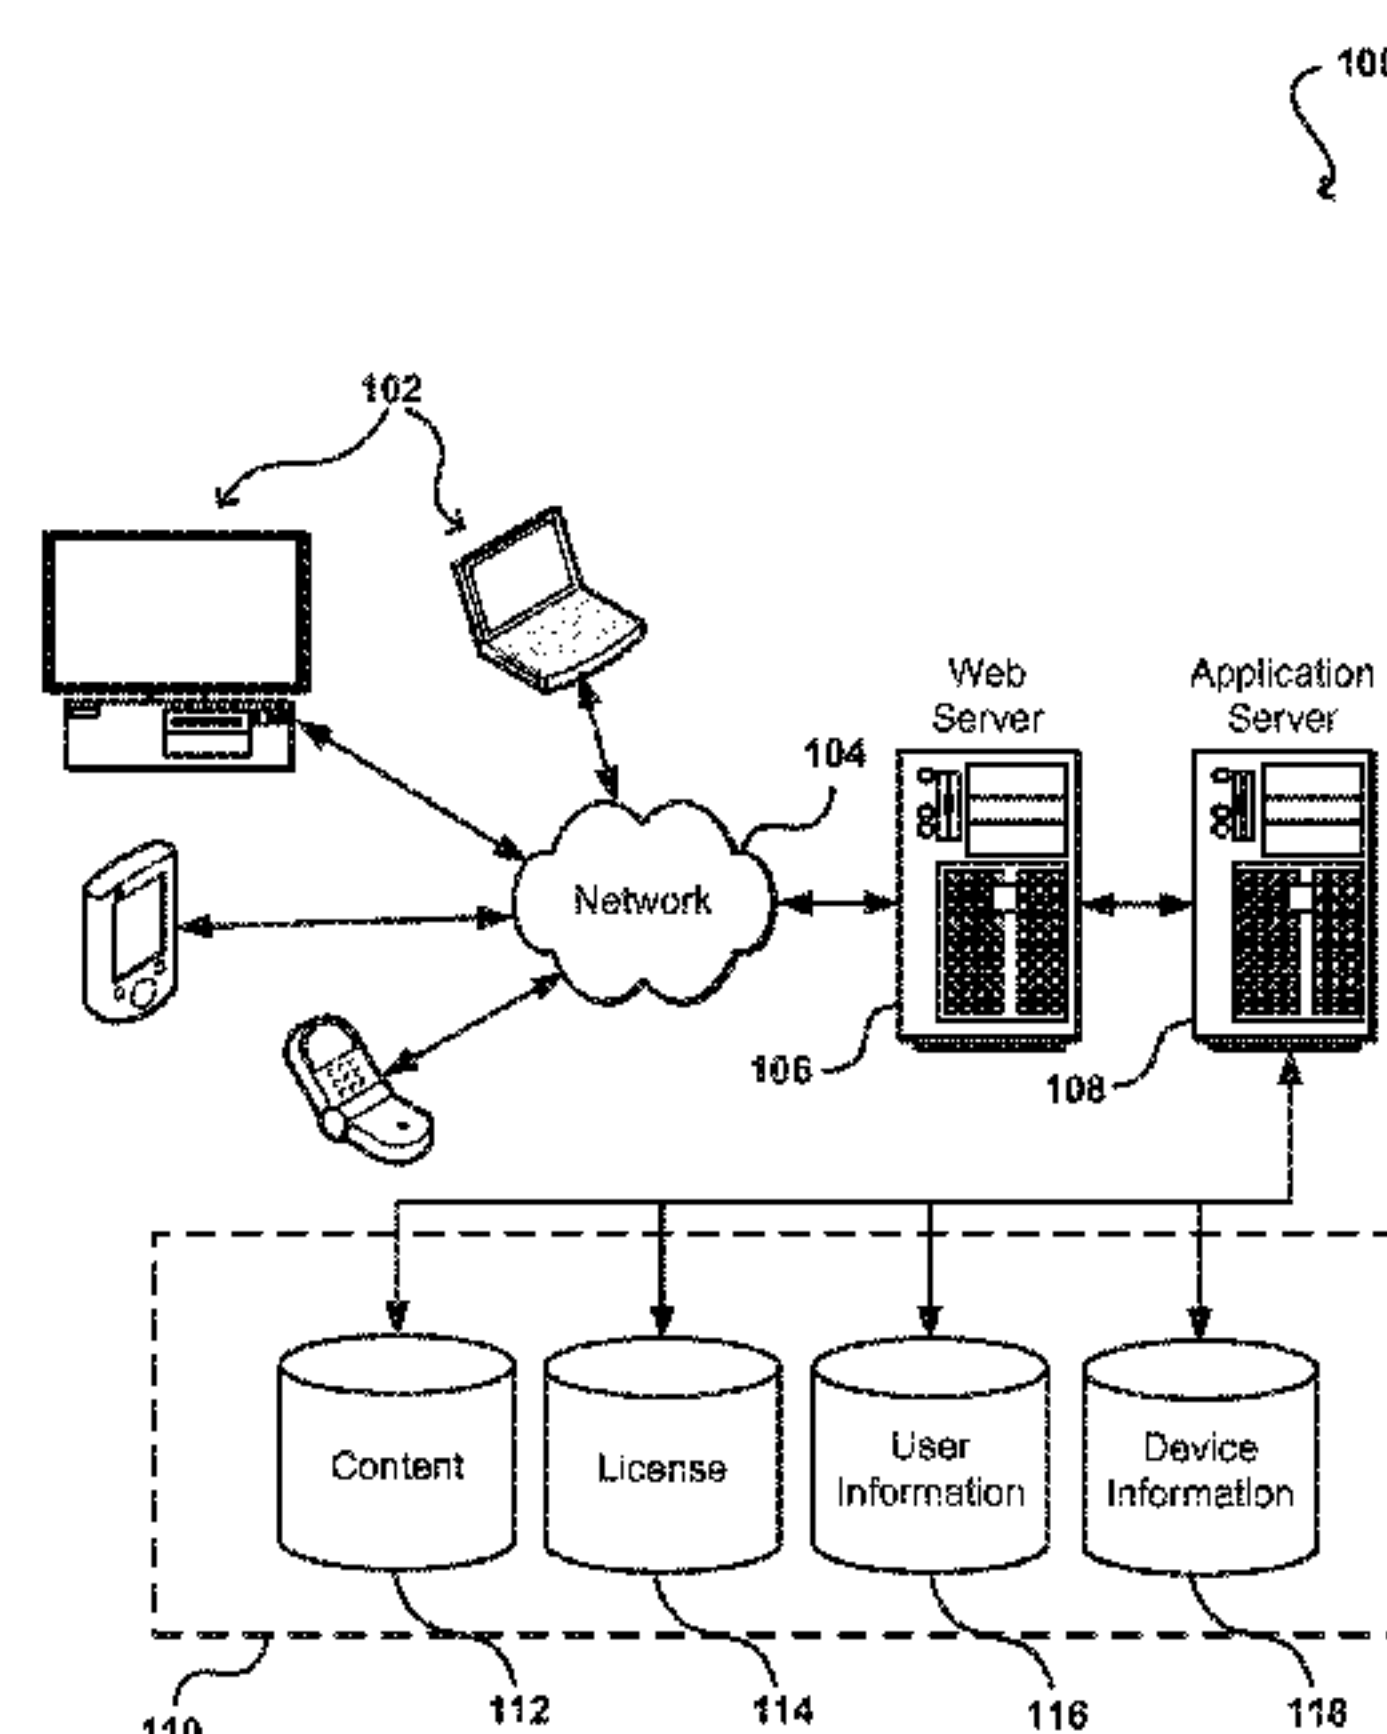 100
102
Web
Server
Application
Server
104
Network
106
108
Content
License
User
Information
Device
Information
112
114
116
118
110